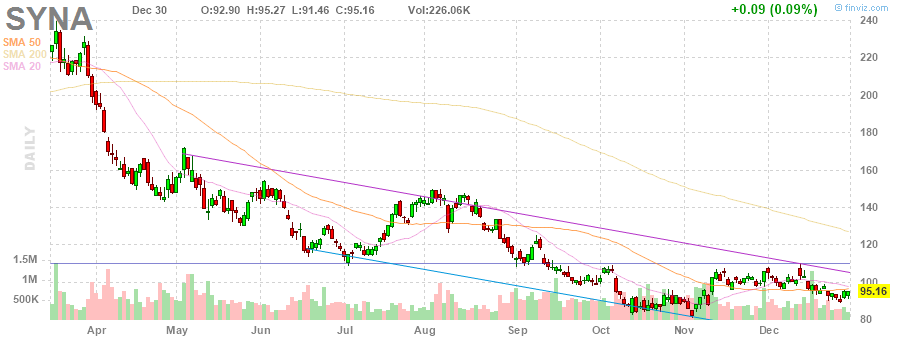 SYNA
Dec 30 O:92.90 H:95.27 L:91.46 C:95.16 Vol:226.06K
+0.09 (0.09%)
© finviz.com
SMA 50
SMA 200
SMA 20
DAILY
240
220
200
180
160
140
120
100
95.16
80
1.5M
1M
500K
Apr May Jun Jul Aug Sep Oct Nov Dec